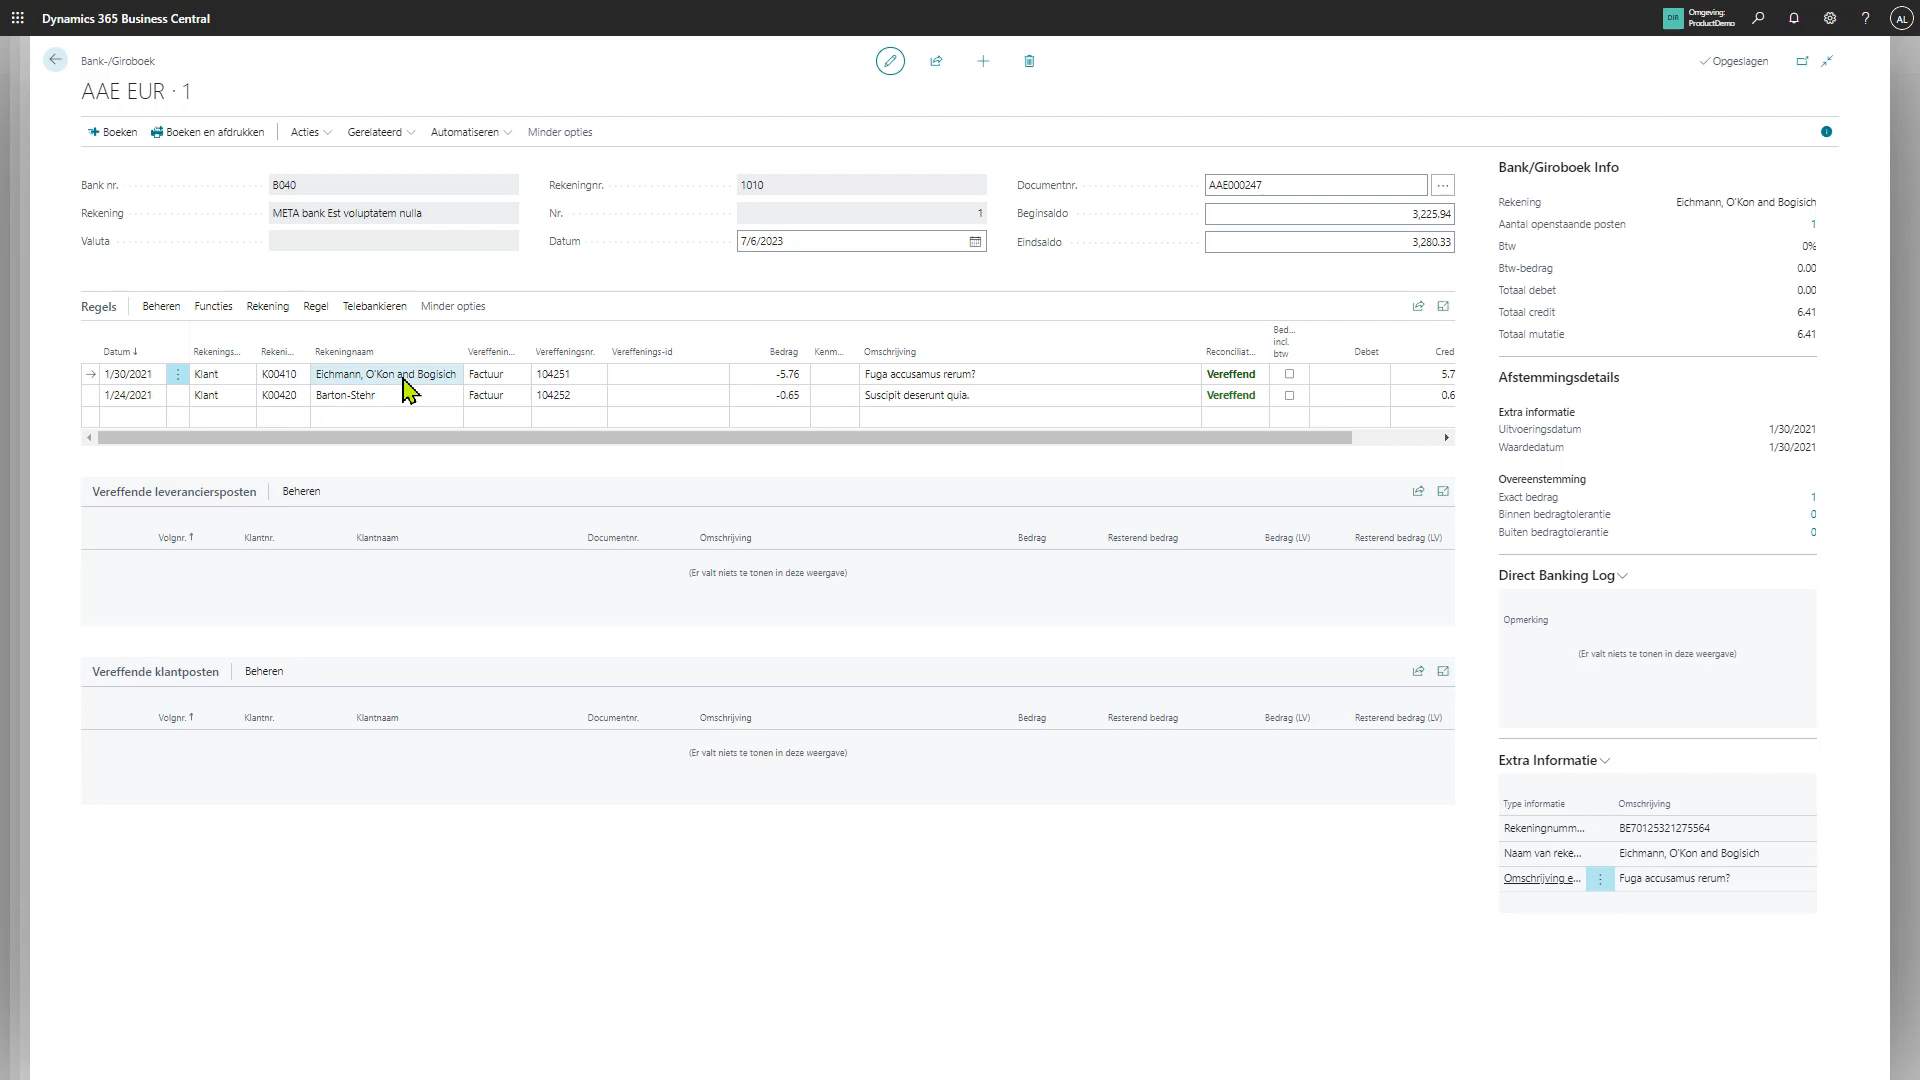 Dynamics 365 Business Central
DIR
Omgeving:
ProductDemo
AL
Bank-/Giroboek
Opgeslagen
AAE EUR · 1
Boeken
Boeken en afdrukken
Acties
Gerelateerd
Automatiseren
Minder opties
Bank nr.
B040
Rekeningnr.
1010
Documentnr.
AAE000247
...
Rekening
META bank Est voluptatem nulla
Nr.
1
Beginsaldo
3,225.94
Valuta
Datum
7/6/2023
Eindsaldo
3,280.33
Regels
Beheren
Functies
Rekening
Regel
Telebankieren
Minder opties
Datum ↓
Rekenings...
Rekeni...
Rekeningnaam
Vereffenin...
Vereffeningsnr.
Vereffenings-id
Bedrag
Kenm...
Omschrijving
Reconciliat...
Bed...
incl.
btw
Debet
Cred
→ 1/30/2021 Klant K00410 Eichmann, O'Kon and Bogisich Factuur 104251 -5.76 Fuga accusamus rerum? Vereffend 5.7
1/24/2021 Klant K00420 Barton-Stehr Factuur 104252 -0.65 Suscipit deserunt quia. Vereffend 0.6
Vereffende leveranciersposten
Beheren
Volgnr. ↑ Klantnr. Klantnaam Documentnr. Omschrijving Bedrag Resterend bedrag Bedrag (LV) Resterend bedrag (LV)
(Er valt niets te tonen in deze weergave)
Vereffende klantposten
Beheren
Volgnr. ↑ Klantnr. Klantnaam Documentnr. Omschrijving Bedrag Resterend bedrag Bedrag (LV) Resterend bedrag (LV)
(Er valt niets te tonen in deze weergave)
Bank/Giroboek Info
Rekening Eichmann, O'Kon and Bogisich
Aantal openstaande posten 1
Btw 0%
Btw-bedrag 0.00
Totaal debet 0.00
Totaal credit 6.41
Totaal mutatie 6.41
Afstemmingsdetails
Extra informatie
Uitvoeringsdatum 1/30/2021
Waardedatum 1/30/2021
Overeenstemming
Exact bedrag 1
Binnen bedragtolerantie 0
Buiten bedragtolerantie 0
Direct Banking Log
Opmerking
(Er valt niets te tonen in deze weergave)
Extra Informatie
Type informatie Omschrijving
Rekeningnumm... BE70125321275564
Naam van reke... Eichmann, O'Kon and Bogisich
Omschrijving e... Fuga accusamus rerum?